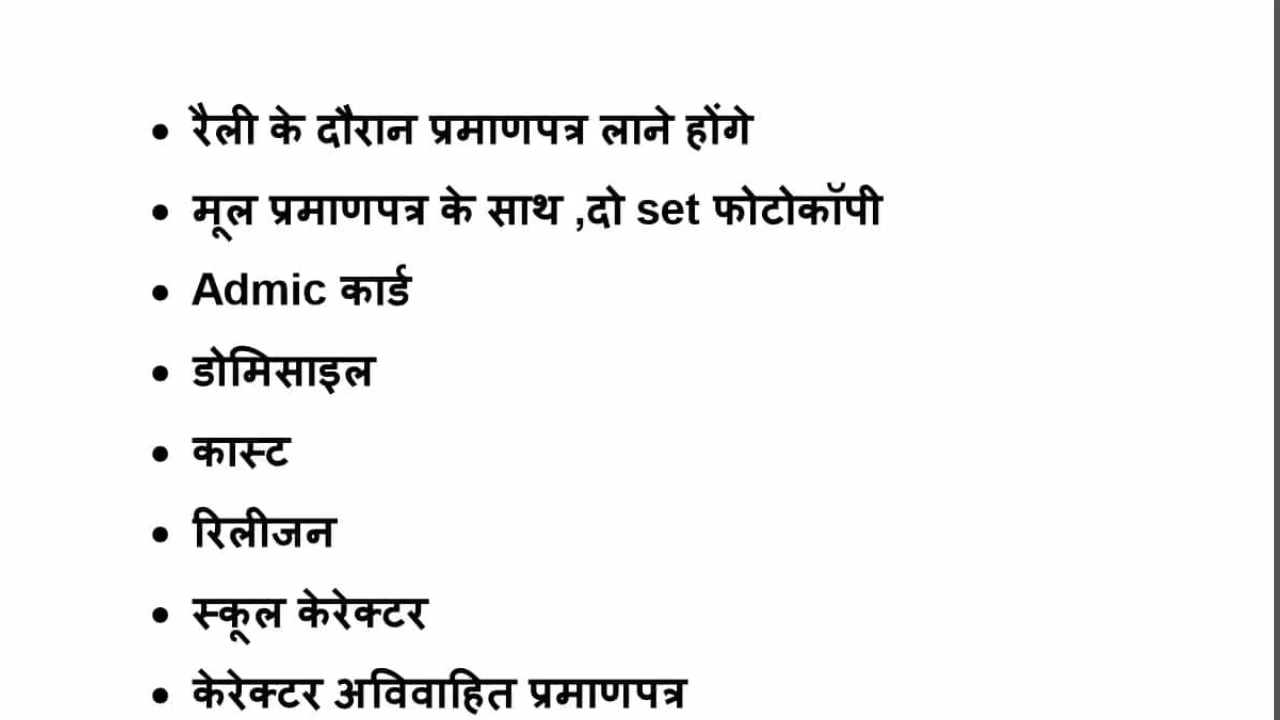 • रैली के दौरान प्रमाणपत्र लाने होंगे
• मूल प्रमाणपत्र के साथ ,दो set फोटोकॉपी
• Admic कार्ड
• डोमिसाइल
• कास्ट
• रिलीजन
• स्कूल केरेक्टर
• केरेक्टर अविवाहित प्रमाणपत्र